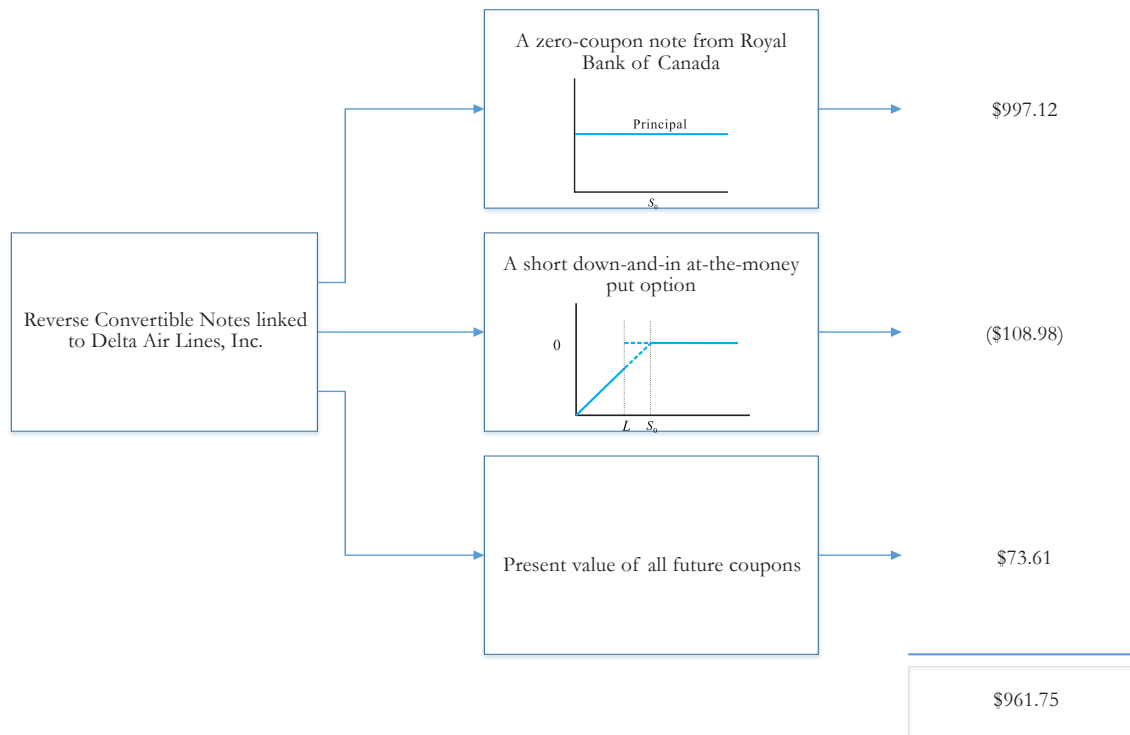 A zero-coupon note from Royal
Bank of Canada
Principal
S₀
$997.12
Reverse Convertible Notes linked
to Delta Air Lines, Inc.
A short down-and-in at-the-money
put option
0
L S₀
($108.98)
Present value of all future coupons
$73.61
$961.75